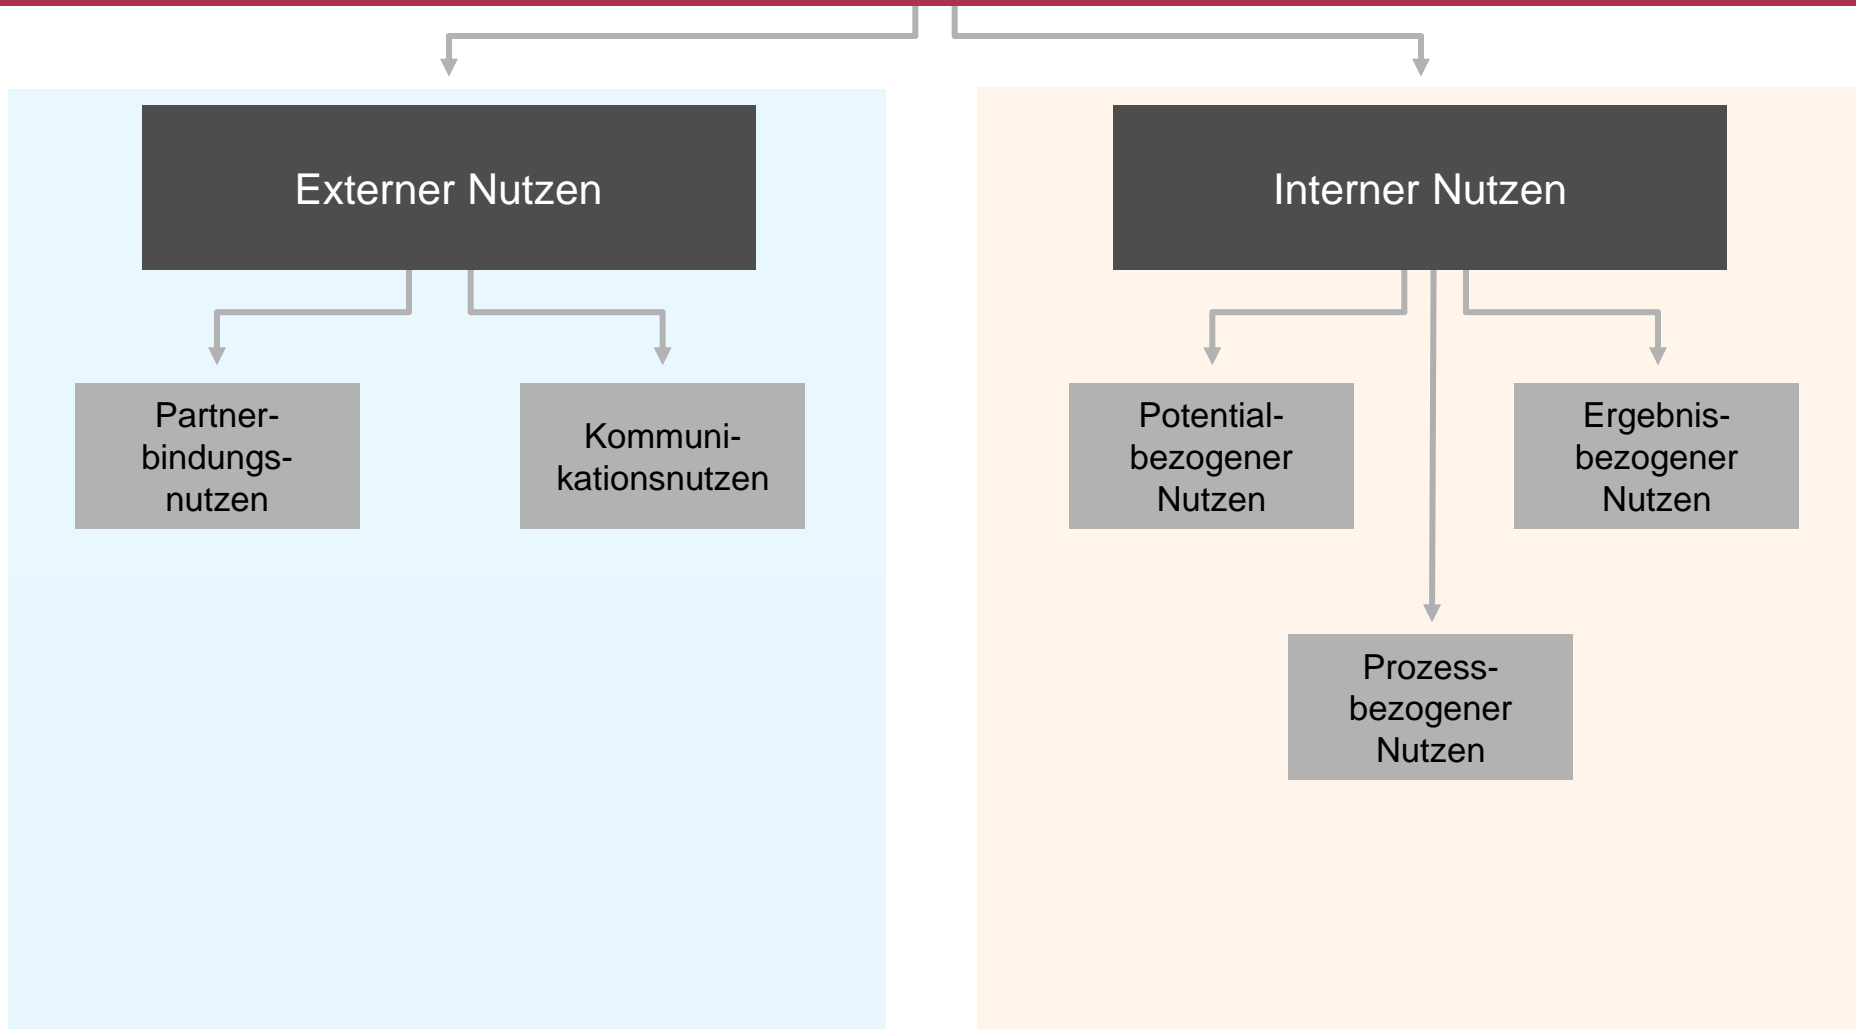 Externer Nutzen
Interner Nutzen
Partner-
bindungs-
nutzen
Kommuni-
kationsnutzen
Potential-
bezogener
Nutzen
Ergebnis-
bezogener
Nutzen
Prozess-
bezogener
Nutzen